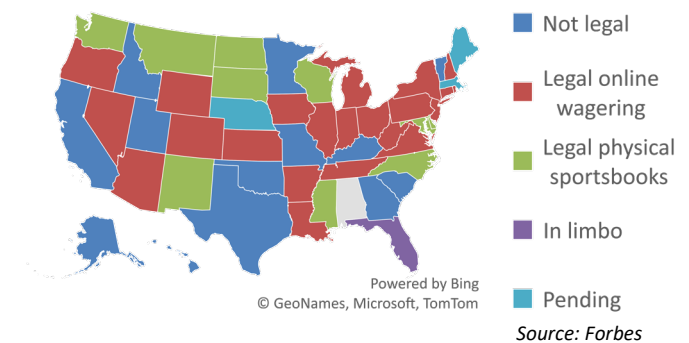 Not legal
Legal online
wagering
Legal physical
sportsbooks
In limbo
Pending
Powered by Bing
© GeoNames, Microsoft, TomTom
Source: Forbes